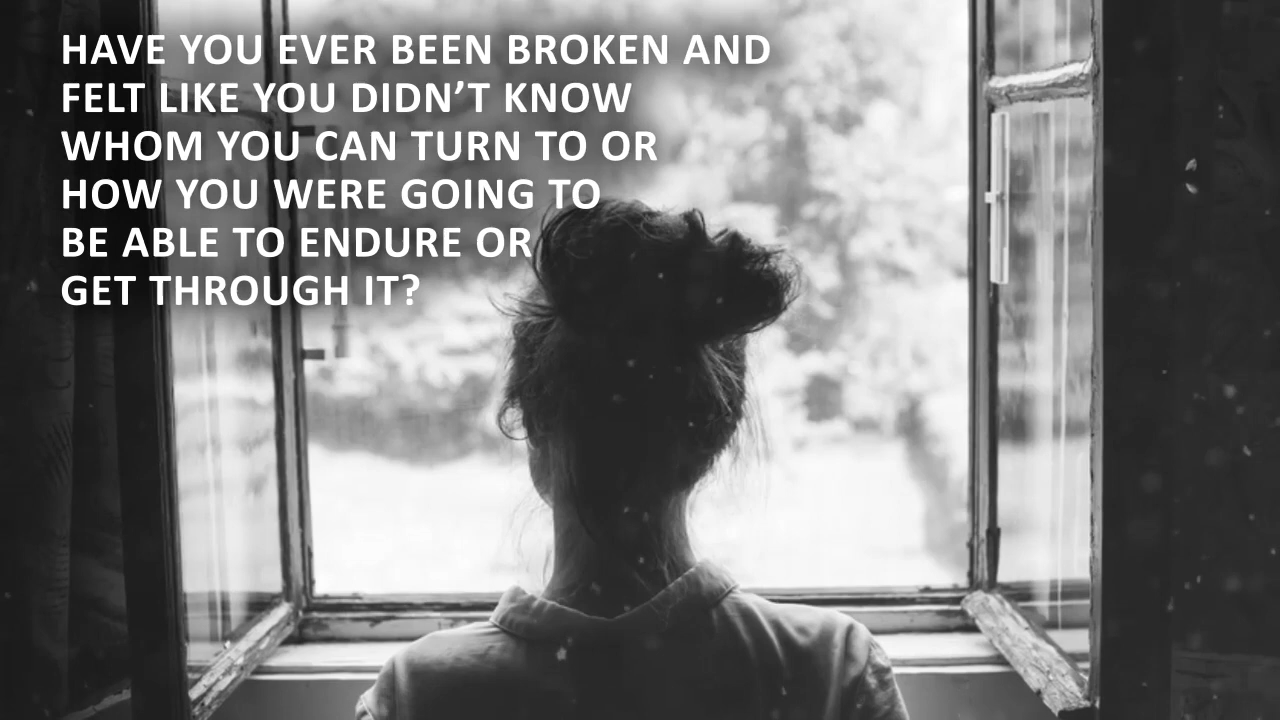 HAVE YOU EVER BEEN BROKEN AND
FELT LIKE YOU DIDN’T KNOW
WHOM YOU CAN TURN TO OR
HOW YOU WERE GOING TO
BE ABLE TO ENDURE OR
GET THROUGH IT?